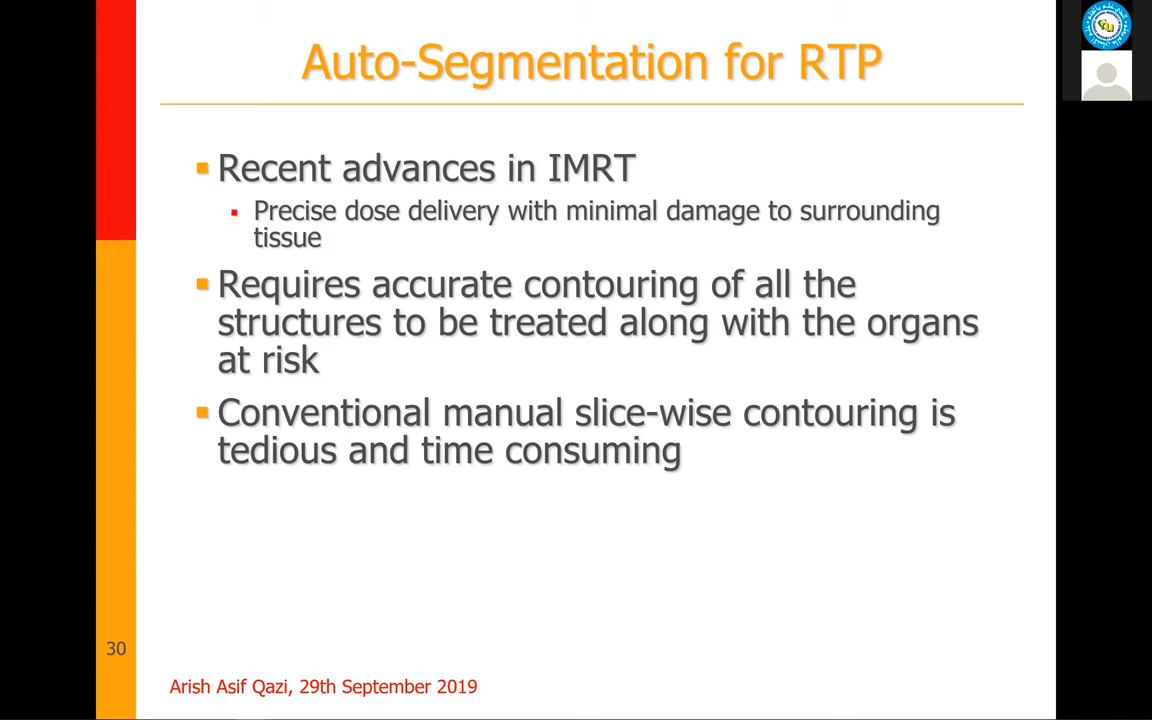 Auto-Segmentation for RTP
Recent advances in IMRT
Precise dose delivery with minimal damage to surrounding
tissue
Requires accurate contouring of all the
structures to be treated along with the organs
at risk
Conventional manual slice-wise contouring is
tedious and time consuming
30
Arish Asif Qazi, 29th September 2019